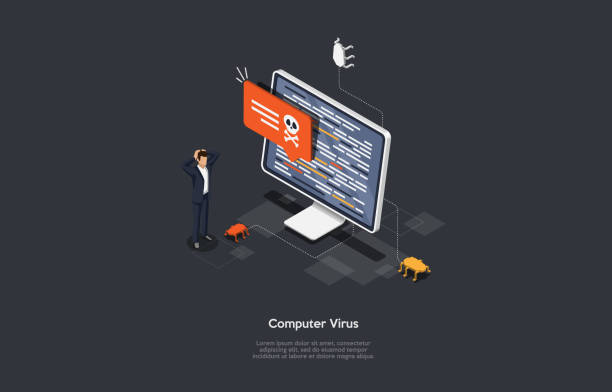 Computer Virus
Lorem ipsum dolor sit amet, consectetur
adipiscing elit, sed do eiusmod tempor
incididunt ut labore et dolore magna aliqua.